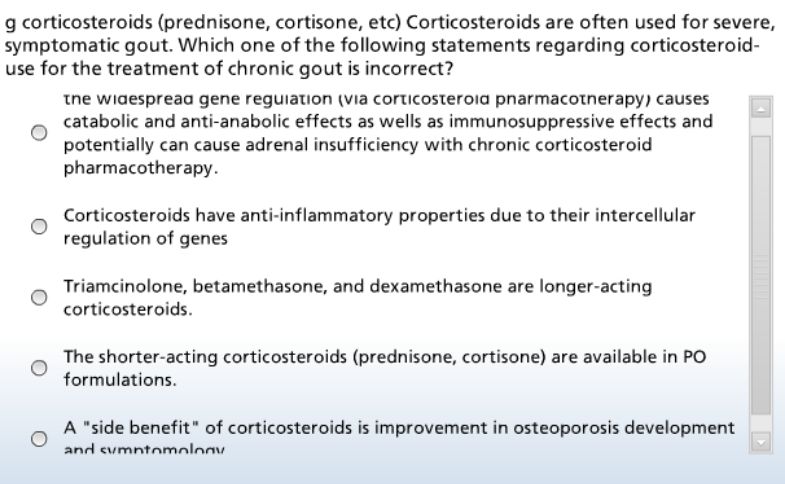 g corticosteroids (prednisone, cortisone, etc) Corticosteroids are often used for severe,
symptomatic gout. Which one of the following statements regarding corticosteroid-
use for the treatment of chronic gout is incorrect?
the widespread gene regulation (via corticosteroid pharmacotherapy) causes
catabolic and anti-anabolic effects as wells as immunosuppressive effects and
potentially can cause adrenal insufficiency with chronic corticosteroid
pharmacotherapy.
Corticosteroids have anti-inflammatory properties due to their intercellular
regulation of genes
Triamcinolone, betamethasone, and dexamethasone are longer-acting
corticosteroids.
The shorter-acting corticosteroids (prednisone, cortisone) are available in PO
formulations.
A "side benefit" of corticosteroids is improvement in osteoporosis development
and symptomology